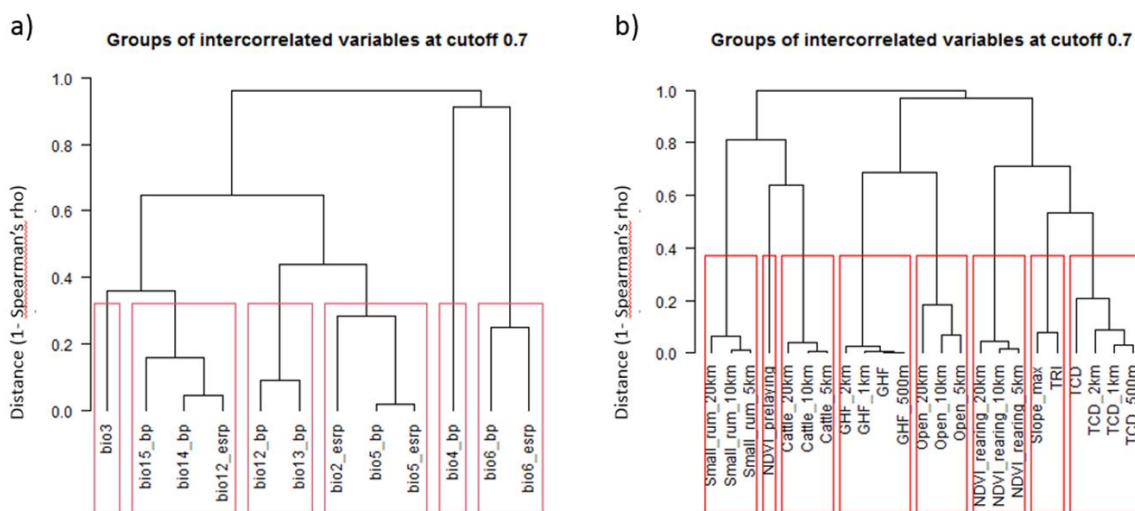 a)
Groups of intercorrelated variables at cutoff 0.7
Distance (1- Spearman's rho)
1.0
0.8
0.6
0.4
0.2
0.0
bio3
bio15_bp
bio14_bp
bio12_esrp
bio12_bp
bio13_bp
bio2_esrp
bio5_bp
bio5_esrp
bio4_bp
bio6_bp
bio6_esrp
b)
Groups of intercorrelated variables at cutoff 0.7
Distance (1- Spearman's rho)
1.0
0.8
0.6
0.4
0.2
0.0
Small_rum_20km
Small_rum_10km
Small_rum_5km
NDVI_prelaying
Cattle_20km
Cattle_10km
Cattle_5km
GHF_2km
GHF_1km
GHF
GHF_500m
Open_20km
Open_10km
Open_5km
NDVI_rearing_20km
NDVI_rearing_10km
NDVI_rearing_5km
Slope_max
TRI
TCD
TCD_2km
TCD_1km
TCD_500m